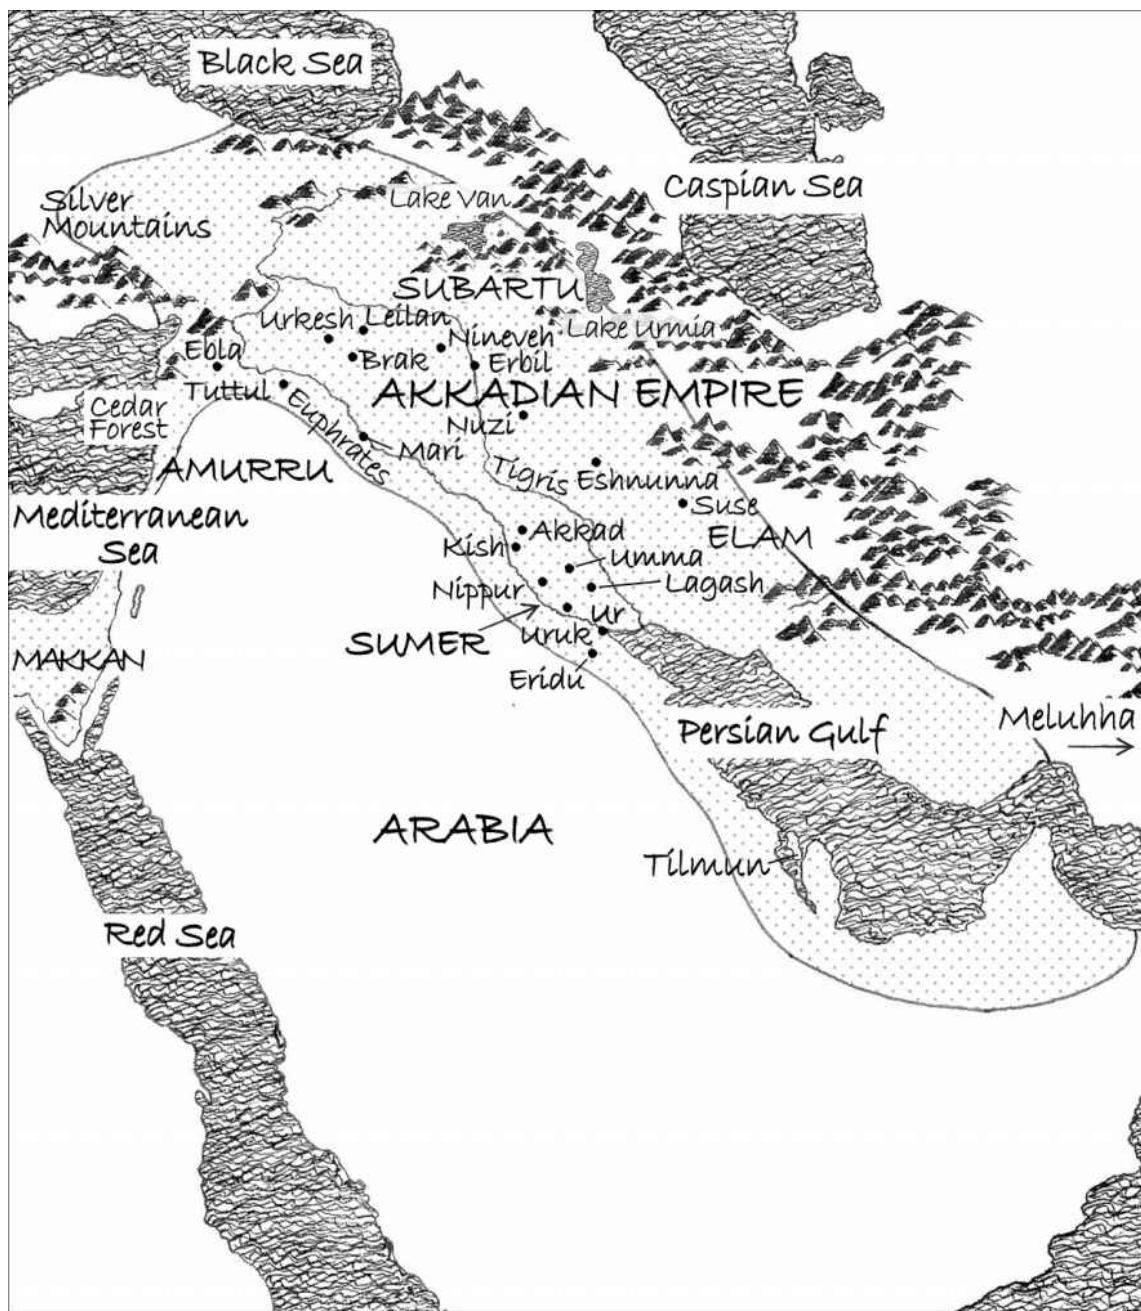 Black Sea
Caspian Sea
Silver
Mountains
Lake Van
SUBARTU
Urkesh
Leilan
Lake Urmia
Nineveh
Ebla
Brak
Erbil
Tuttul
AKKADIAN EMPIRE
Cedar
Forest
Euphrates
Nuzi
Mari
AMURRU
Tigris
Eshnunna
Suse
Mediterranean
Sea
Akkad
ELAM
Kish
Umma
Nippur
Lagash
Ur
SUMER
Uruk
MAKKAN
Eridu
Meluhha
Persian Gulf
ARABIA
Tilmun
Red Sea